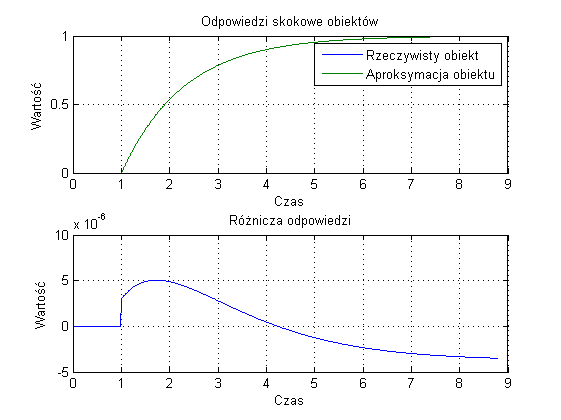 Odpowiedzi skokowe obiektów
1
0.5
0
Wartość
Rzeczywisty obiekt
Aproksymacja obiektu
0 1 2 3 4 5 6 7 8 9
Czas
Różnicza odpowiedzi
x 10^-6
10
5
0
-5
Wartość
0 1 2 3 4 5 6 7 8 9
Czas